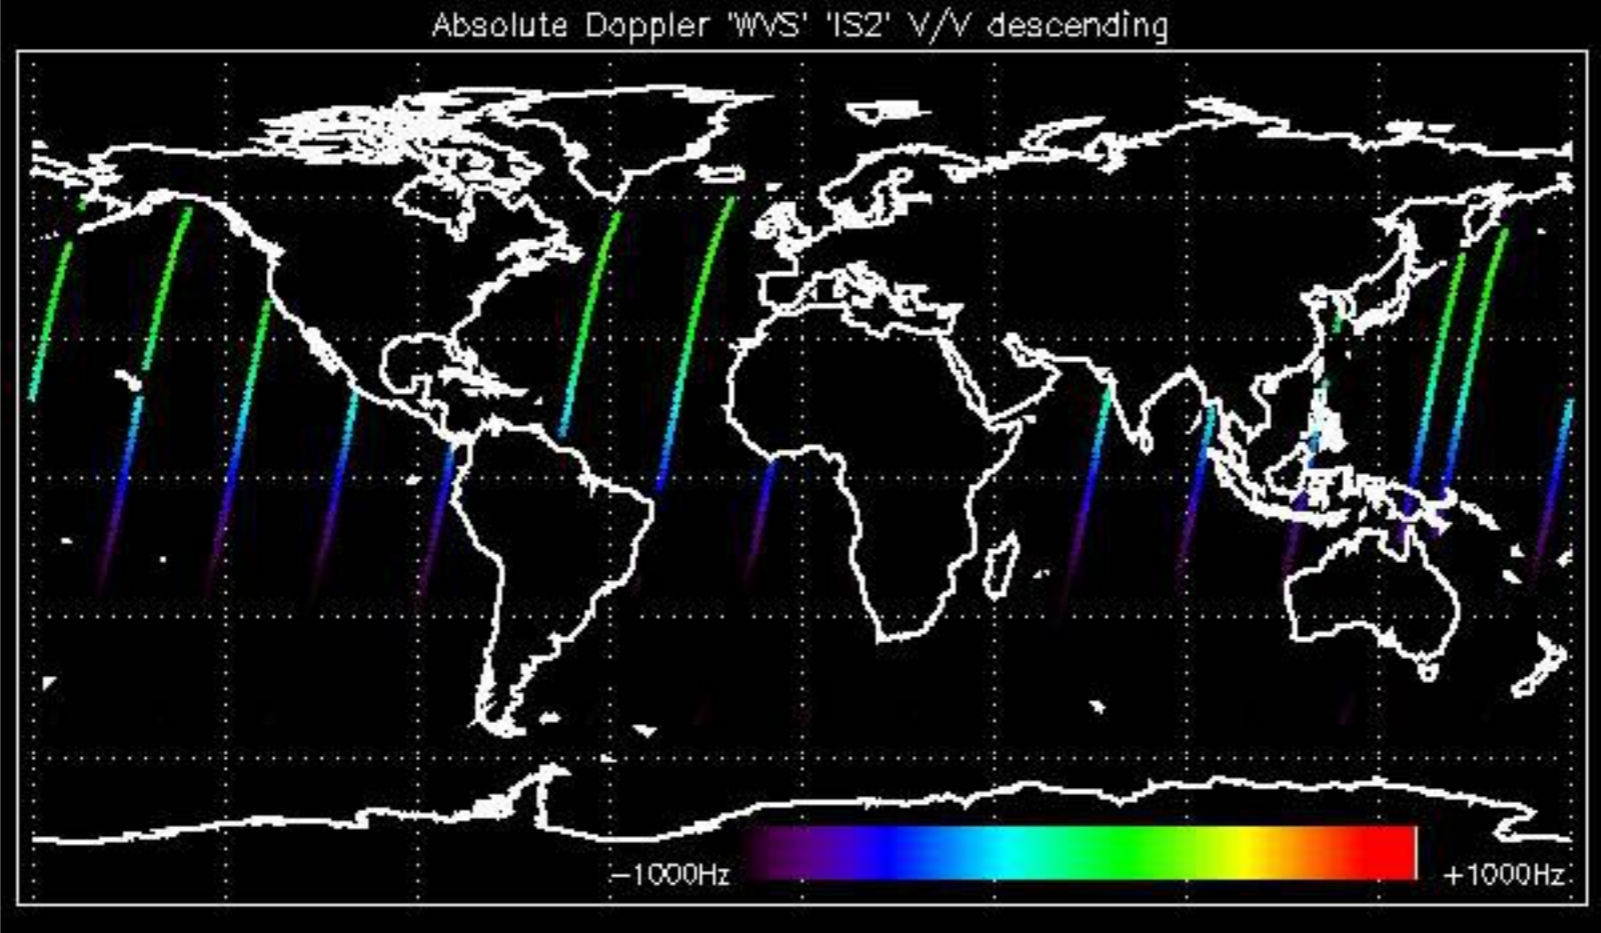 Absolute Doppler 'WVS' 'IS2' V/V descending
−1000Hz +1000Hz